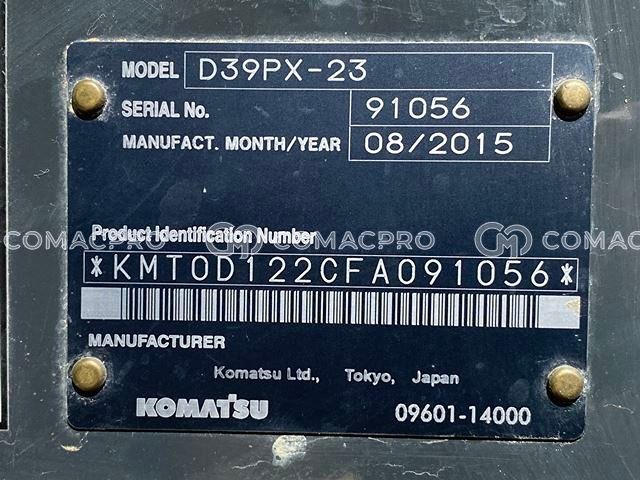 MODEL D39PX-23
SERIAL No. 91056
MANUFACT. MONTH/YEAR 08/2015
Product Identification Number
COMACPRO COMACPRO
*KMT0D122CFA091056*
MANUFACTURER
Komatsu Ltd., Tokyo, Japan
KOMATSU 09601-14000